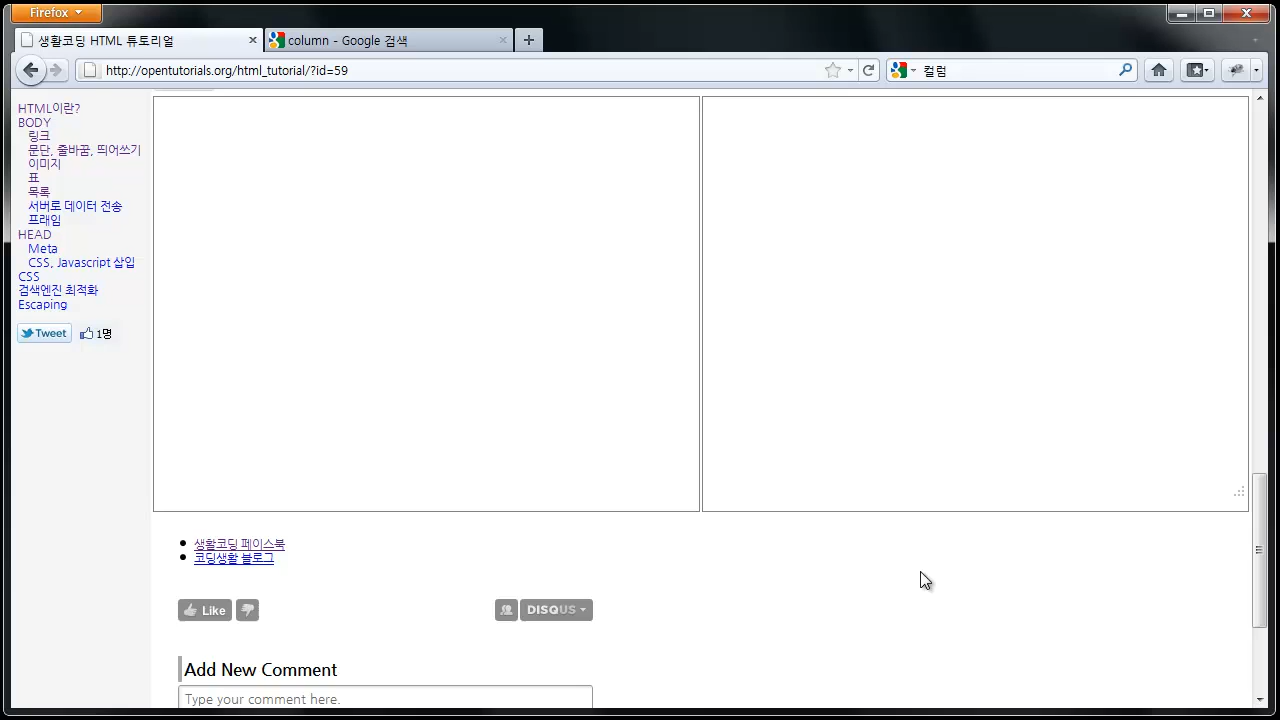 Firefox
생활코딩 HTML 튜토리얼
column - Google 검색
http://opentutorials.org/html_tutorial/?id=59
컬럼
HTML이란?
BODY
링크
문단, 줄바꿈, 띄어쓰기
이미지
표
목록
서버로 데이터 전송
프래임
HEAD
Meta
CSS, Javascript 삽입
CSS
검색엔진 최적화
Escaping
Tweet
1명
생활코딩 페이스북
코딩생활 블로그
Like
DISQUS
Add New Comment
Type your comment here.